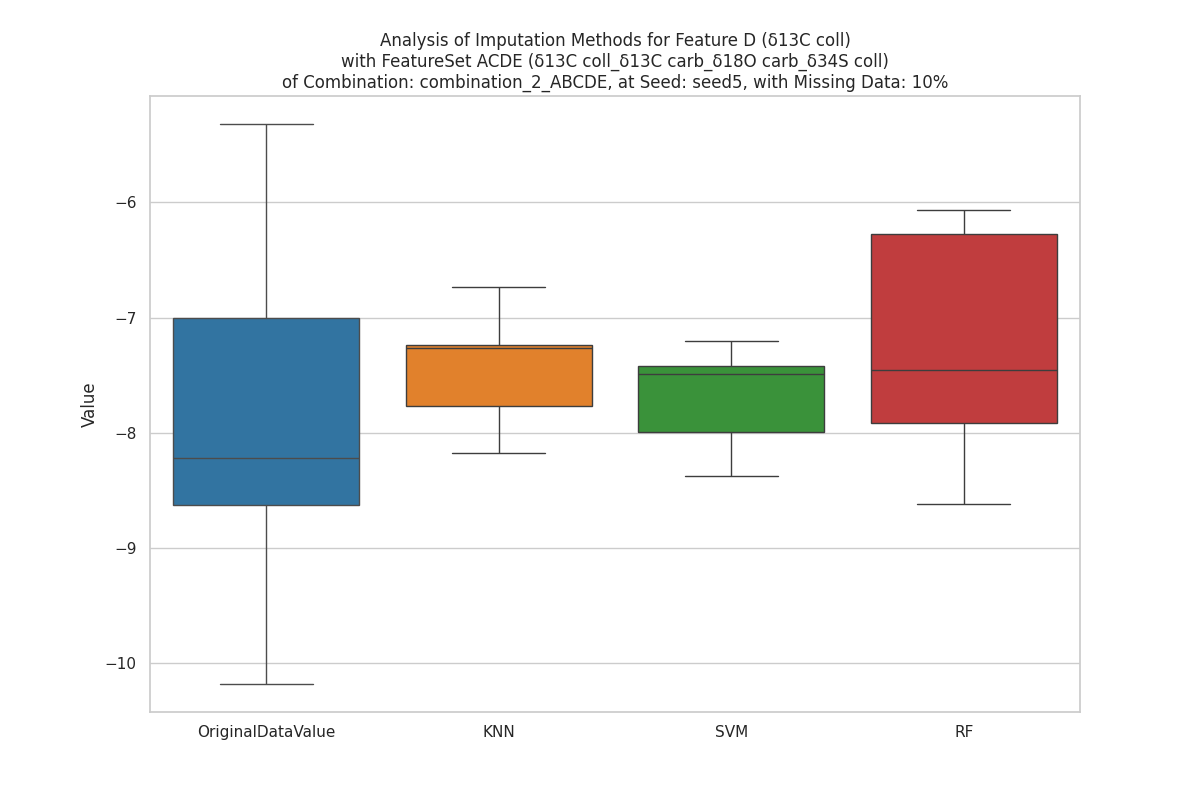 Analysis of Imputation Methods for Feature D (δ13C coll)
with FeatureSet ACDE (δ13C coll_δ13C carb_δ18O carb_δ34S coll)
of Combination: combination_2_ABCDE, at Seed: seed5, with Missing Data: 10%
Value
−6
−7
−8
−9
−10
OriginalDataValue
KNN
SVM
RF